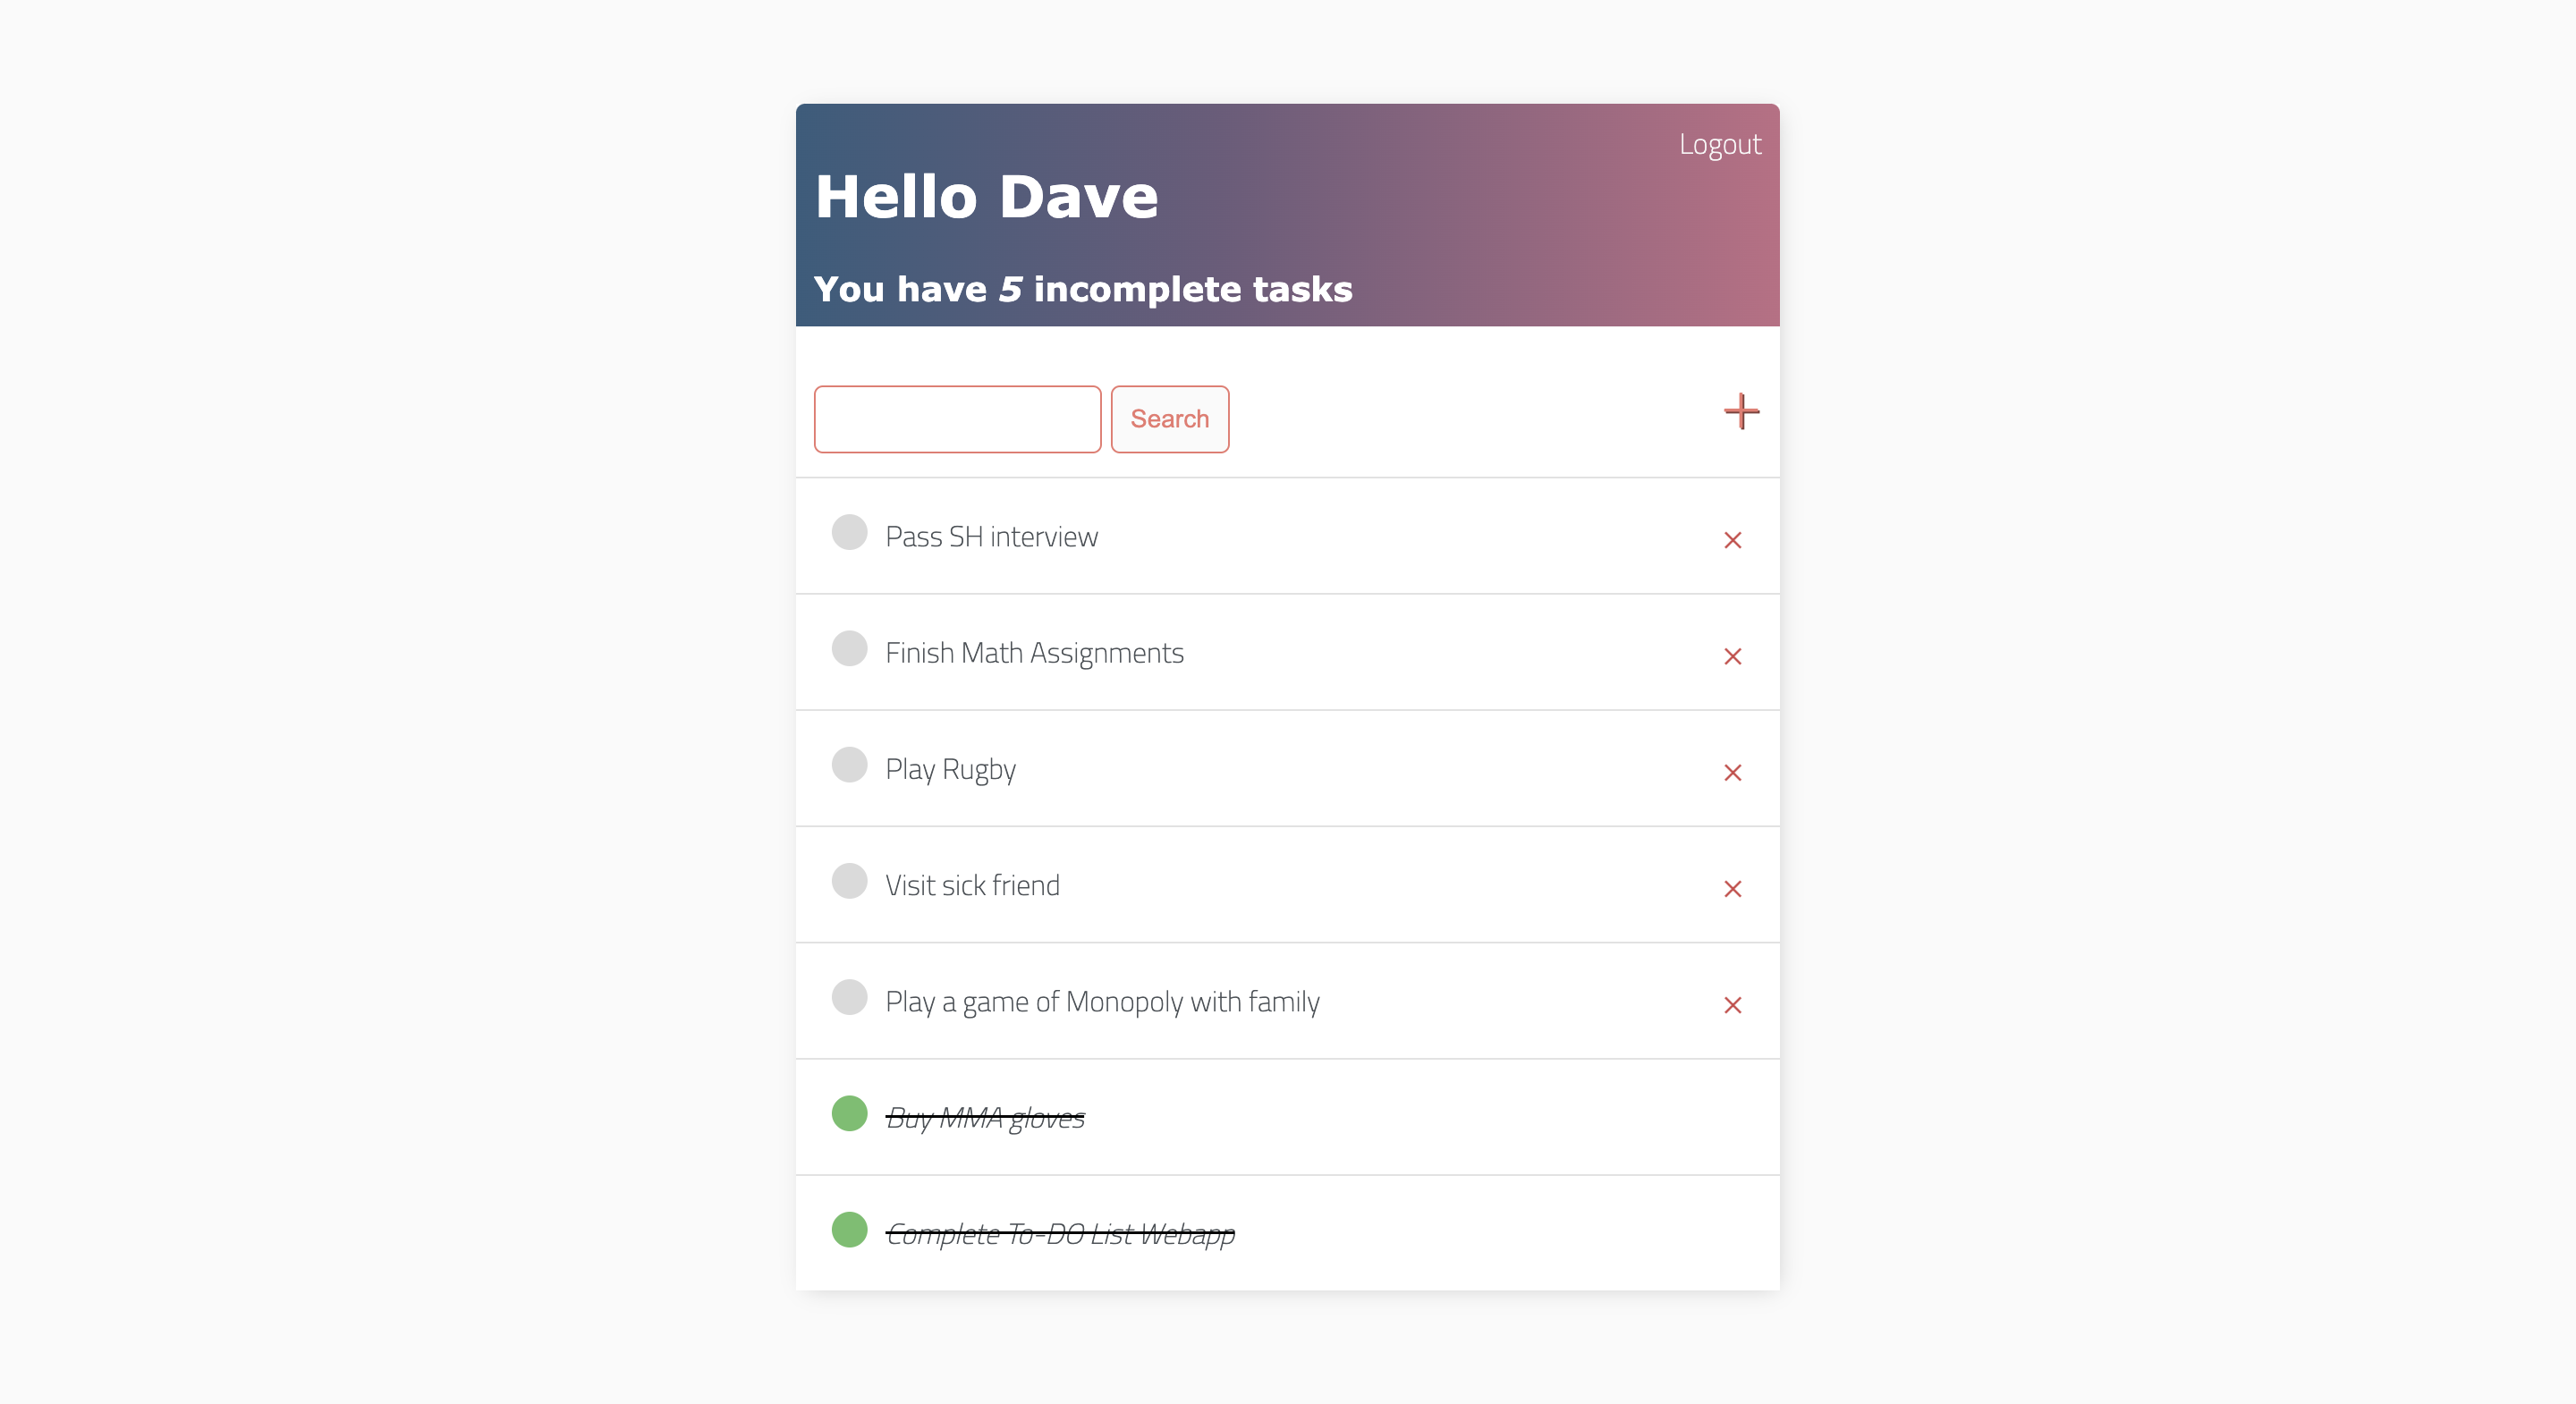 Logout
Hello Dave
You have 5 incomplete tasks
Search
Pass SH interview
Finish Math Assignments
Play Rugby
Visit sick friend
Play a game of Monopoly with family
Buy MMA gloves
Complete To-DO List Webapp